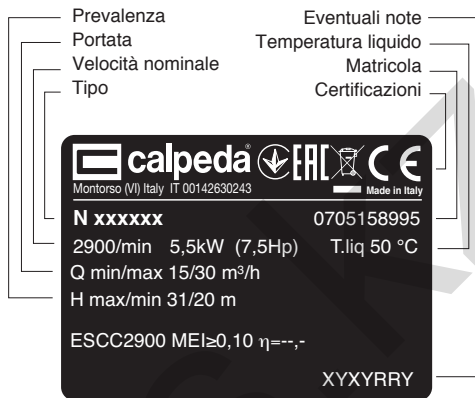 Prevalenza Eventuali note
Portata Temperatura liquido
Velocità nominale Matricola
Tipo Certificazioni
calpeda® EAC CE
Montorso (VI) Italy IT 00142630243 Made in Italy
N xxxxxx 0705158995
2900/min 5,5kW (7,5Hp) T.liq 50 °C
Q min/max 15/30 m³/h
H max/min 31/20 m
ESCC2900 MEI≥0,10 η=--,-
XYXYRRY